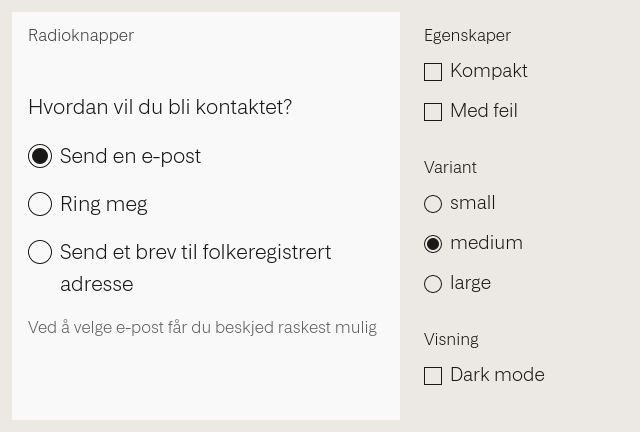 Radioknapper
Hvordan vil du bli kontaktet?
Send en e-post
Ring meg
Send et brev til folkeregistrert
adresse
Ved å velge e-post får du beskjed raskest mulig
Egenskaper
Kompakt
Med feil
Variant
small
medium
large
Visning
Dark mode